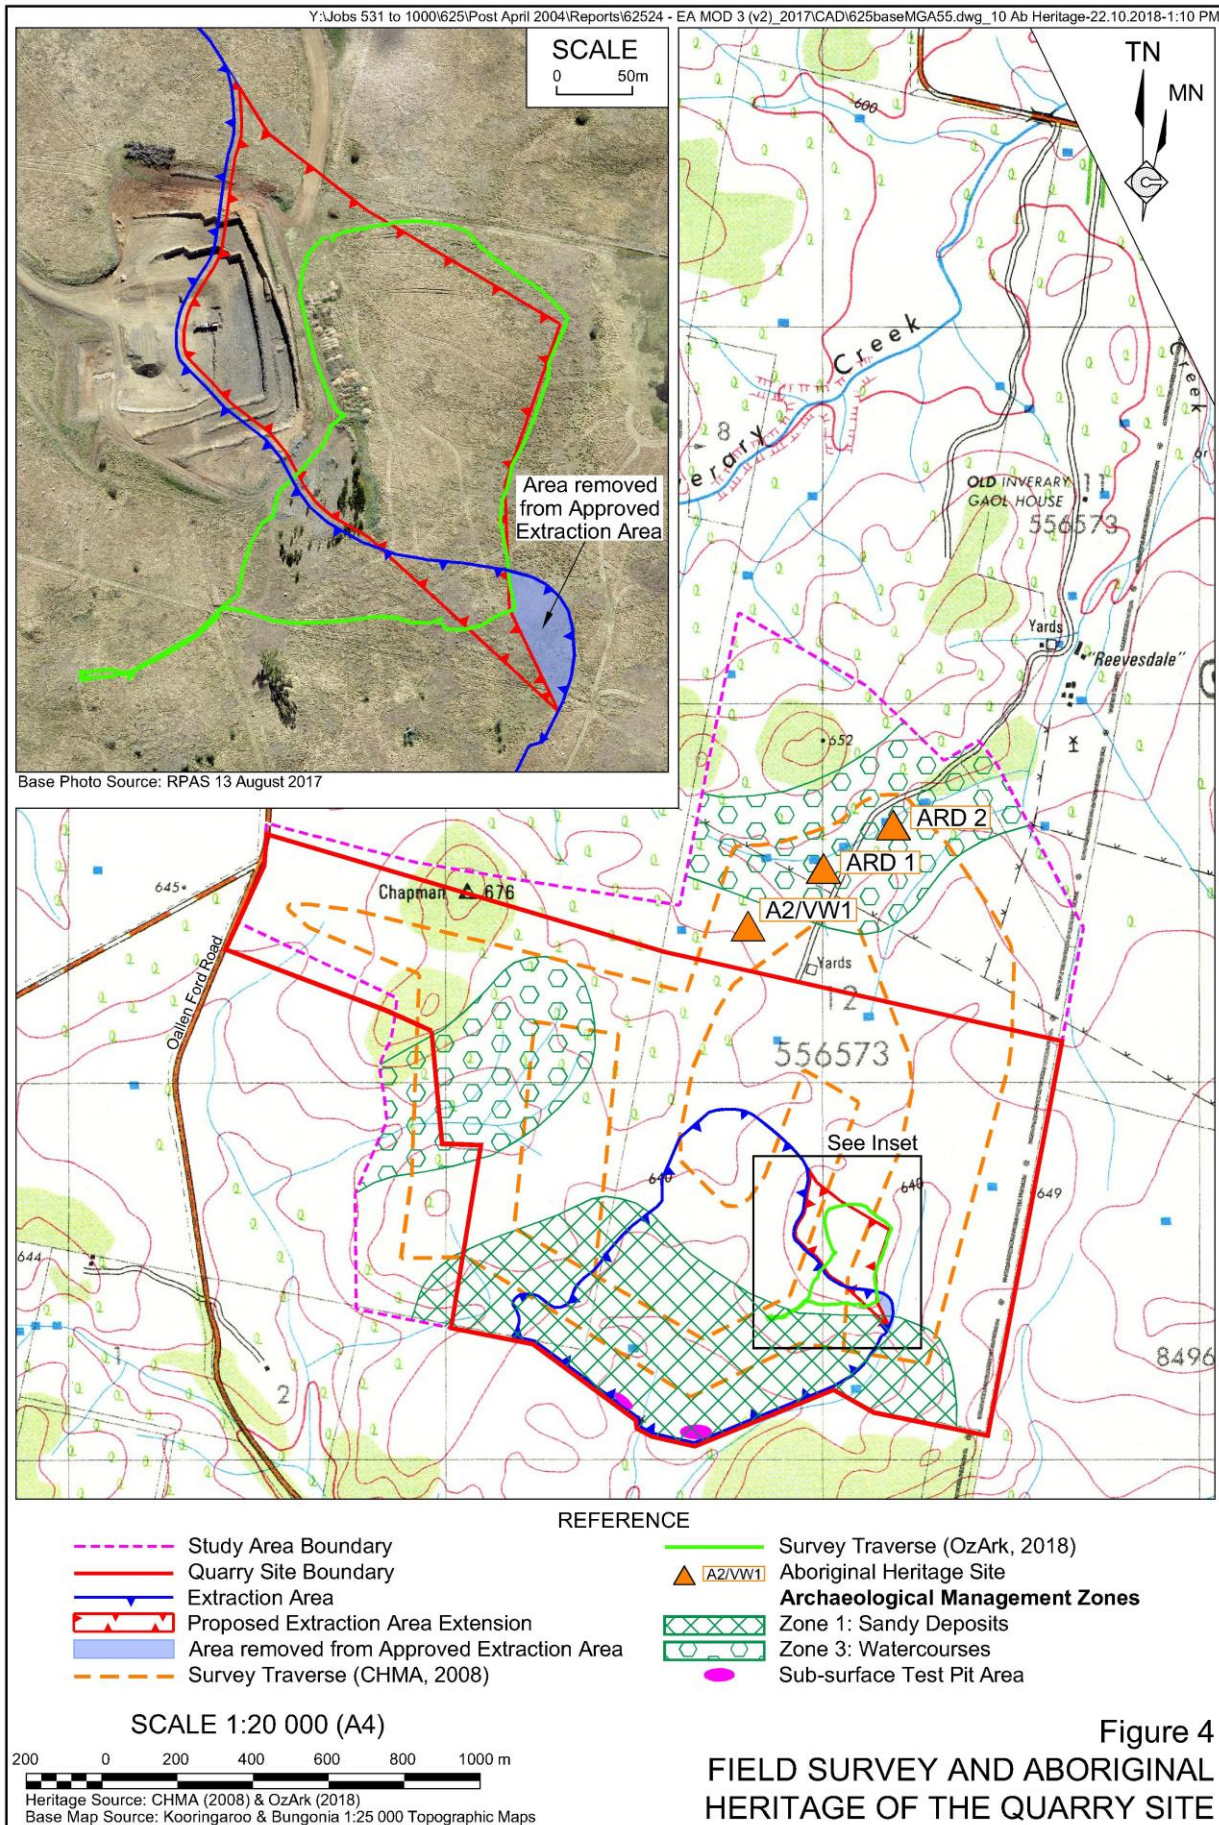 Y:\Jobs 531 to 1000\625\Post April 2004\Reports\62524 - EA MOD 3 (v2)_2017\CAD\625baseMGA55.dwg_10 Ab Heritage-22.10.2018-1:10 PM
SCALE
0 50m
TN
MN
Area removed
from Approved
Extraction Area
Base Photo Source: RPAS 13 August 2017
600
Creek
erary
Creek
8
OLD INVERARY
GAOL HOUSE
556573
Yards
"Reevesdale"
652
ARD 2
ARD 1
A2/VW1
Yards
645
Chapman 676
Oallen Ford Road
12
556573
See Inset
640
640
649
644
1
2
8496
REFERENCE
Study Area Boundary
Quarry Site Boundary
Extraction Area
Proposed Extraction Area Extension
Area removed from Approved Extraction Area
Survey Traverse (CHMA, 2008)
Survey Traverse (OzArk, 2018)
A2/VW1 Aboriginal Heritage Site
Archaeological Management Zones
Zone 1: Sandy Deposits
Zone 3: Watercourses
Sub-surface Test Pit Area
SCALE 1:20 000 (A4)
200 0 200 400 600 800 1000 m
Heritage Source: CHMA (2008) & OzArk (2018)
Base Map Source: Kooringaroo & Bungonia 1:25 000 Topographic Maps
Figure 4
FIELD SURVEY AND ABORIGINAL
HERITAGE OF THE QUARRY SITE